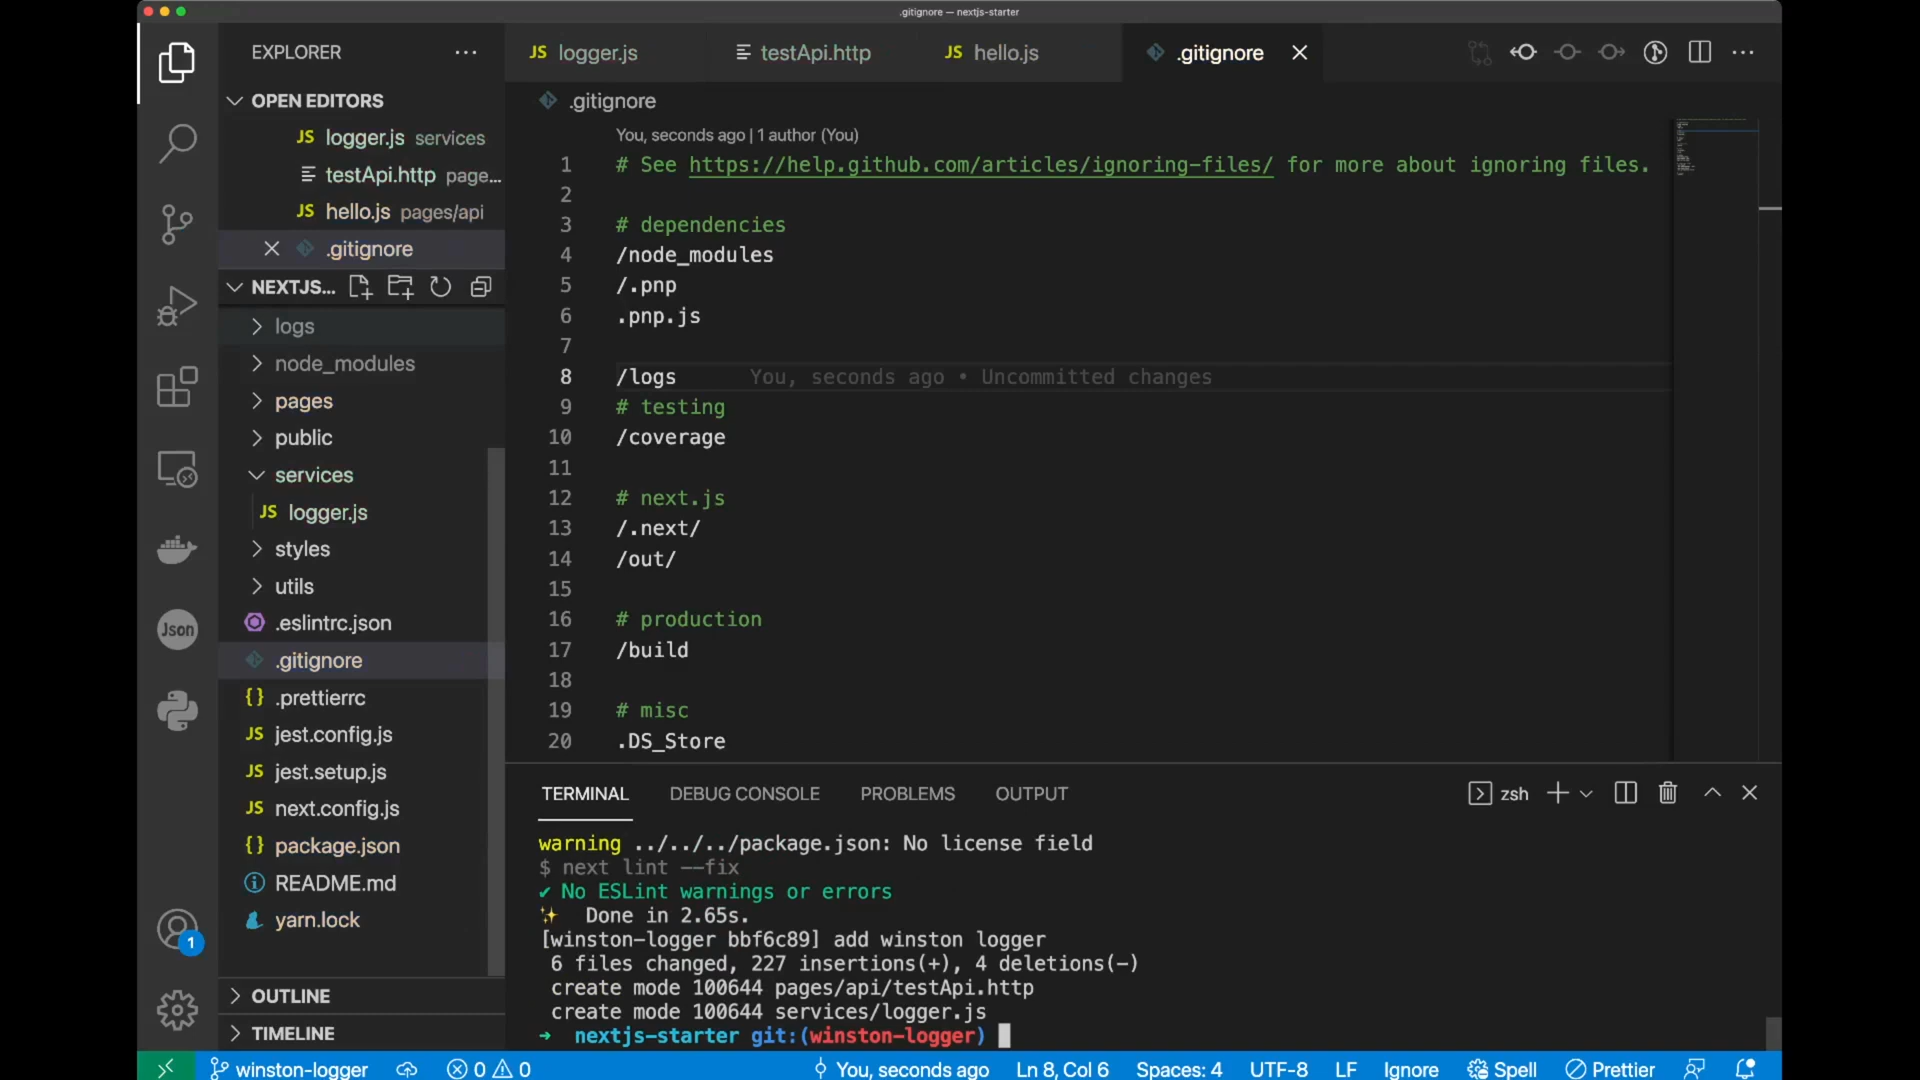 .gitignore — nextjs-starter
EXPLORER
JS logger.js
testApi.http
JS hello.js
.gitignore
OPEN EDITORS
JS logger.js services
testApi.http page...
JS hello.js pages/api
.gitignore
NEXTJS...
logs
node_modules
pages
public
services
JS logger.js
styles
utils
.eslintrc.json
.gitignore
{} .prettierrc
JS jest.config.js
JS jest.setup.js
JS next.config.js
{} package.json
README.md
yarn.lock
OUTLINE
TIMELINE
Json
1
.gitignore
You, seconds ago | 1 author (You)
1 # See https://help.github.com/articles/ignoring-files/ for more about ignoring files.
2
3 # dependencies
4 /node_modules
5 /.pnp
6 .pnp.js
7
8 /logs You, seconds ago • Uncommitted changes
9 # testing
10 /coverage
11
12 # next.js
13 /.next/
14 /out/
15
16 # production
17 /build
18
19 # misc
20 .DS_Store
TERMINAL DEBUG CONSOLE PROBLEMS OUTPUT
zsh
warning ../../../package.json: No license field
$ next lint --fix
✔ No ESLint warnings or errors
✨ Done in 2.65s.
[winston-logger bbf6c89] add winston logger
6 files changed, 227 insertions(+), 4 deletions(-)
create mode 100644 pages/api/testApi.http
create mode 100644 services/logger.js
➜ nextjs-starter git:(winston-logger)
winston-logger 0 0 You, seconds ago Ln 8, Col 6 Spaces: 4 UTF-8 LF Ignore Spell Prettier